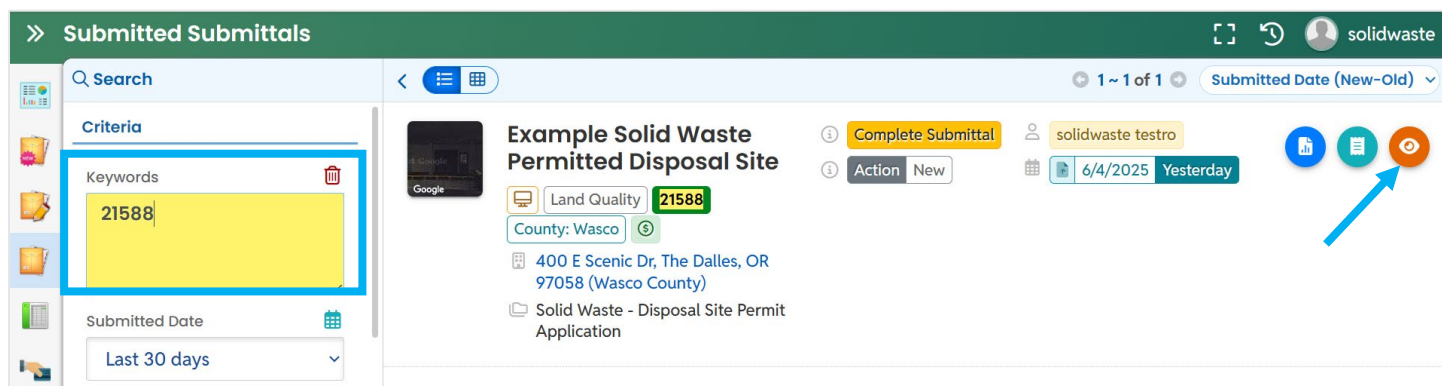 Submitted Submittals
solidwaste
Search
1 ~ 1 of 1
Submitted Date (New-Old)
Criteria
Keywords
21588
Submitted Date
Last 30 days
NEW
Google
Example Solid Waste
Permitted Disposal Site
Land Quality 21588
County: Wasco
400 E Scenic Dr, The Dalles, OR
97058 (Wasco County)
Solid Waste - Disposal Site Permit
Application
Complete Submittal
Action New
solidwaste testro
6/4/2025 Yesterday